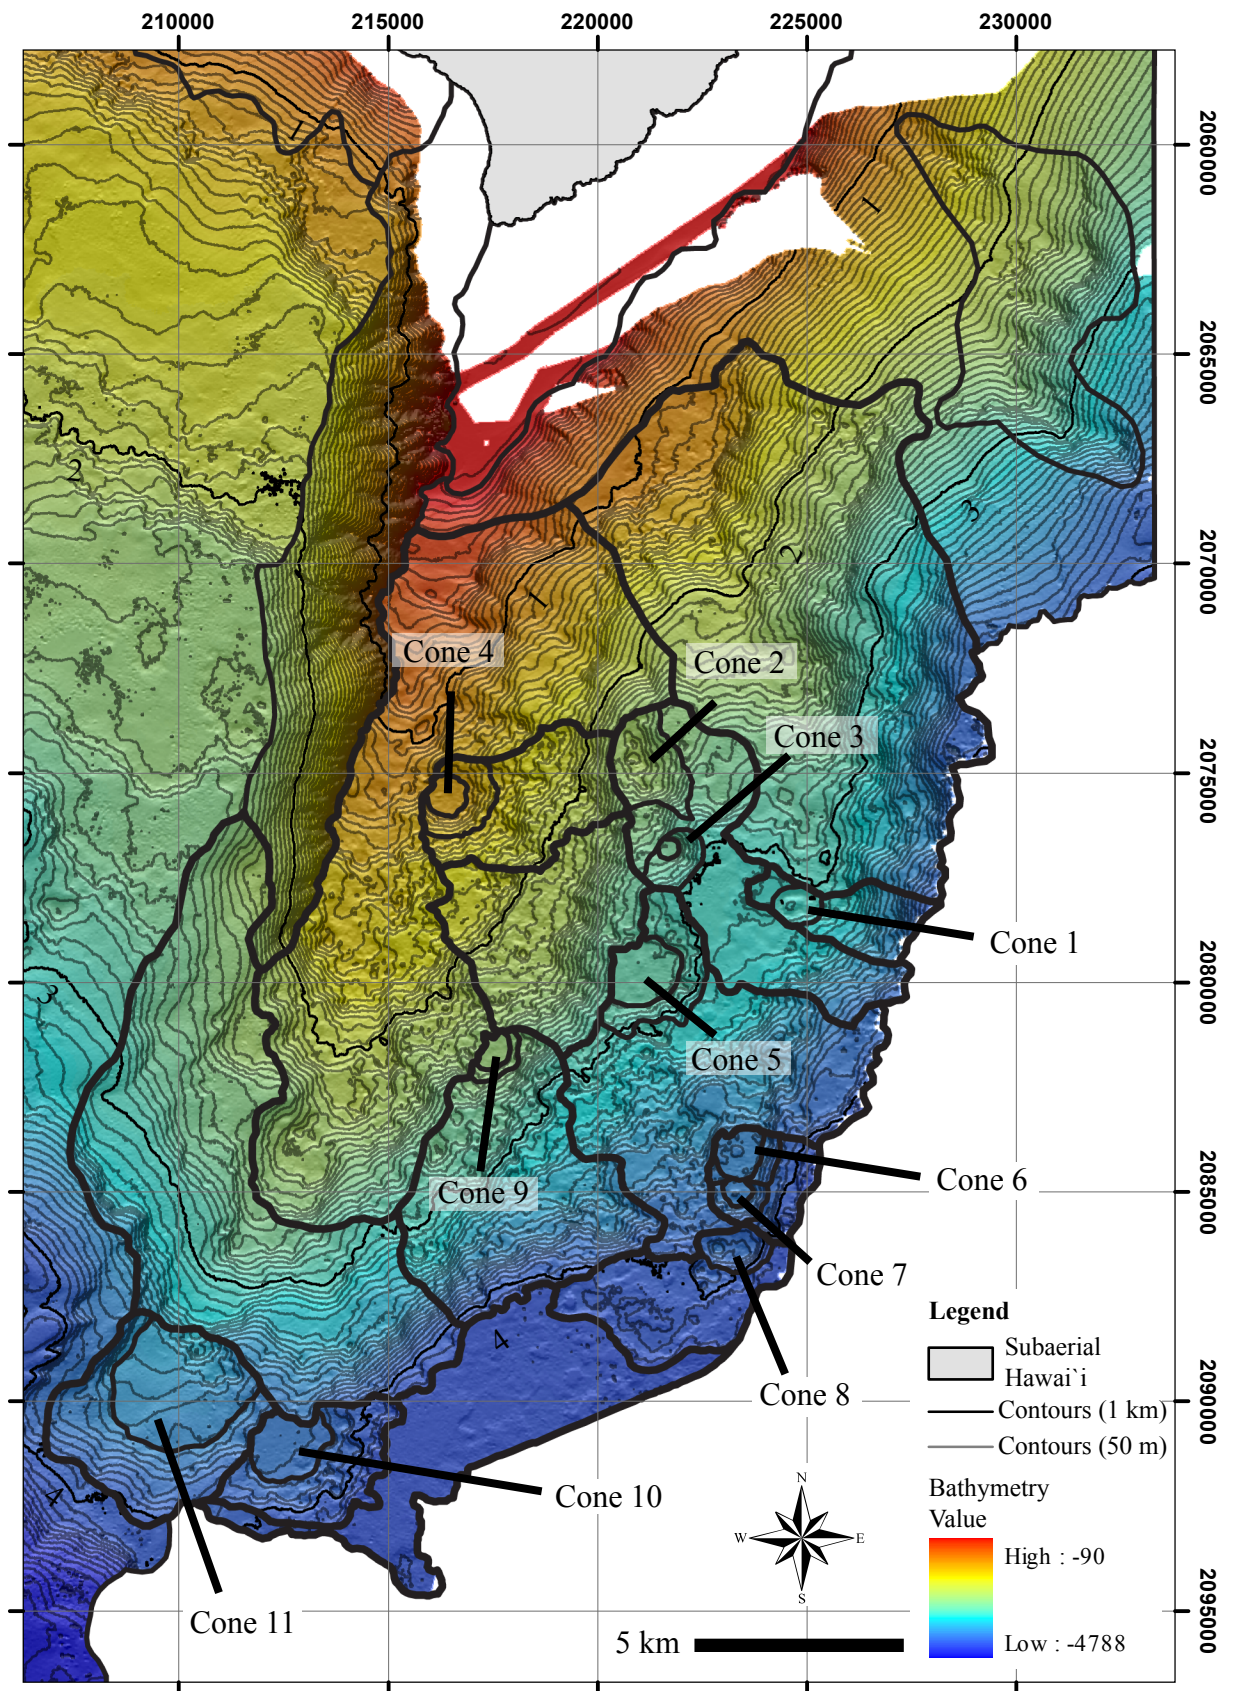 210000
215000
220000
225000
230000
2060000
2065000
2070000
2075000
2080000
2085000
2090000
2095000
1
1
2
3
2
1
3
4
4
Cone 4
Cone 2
Cone 3
Cone 1
Cone 5
Cone 9
Cone 6
Cone 7
Cone 8
Cone 10
Cone 11
Legend
Subaerial
Hawai`i
Contours (1 km)
Contours (50 m)
Bathymetry
Value
High : -90
Low : -4788
N
W
E
S
5 km